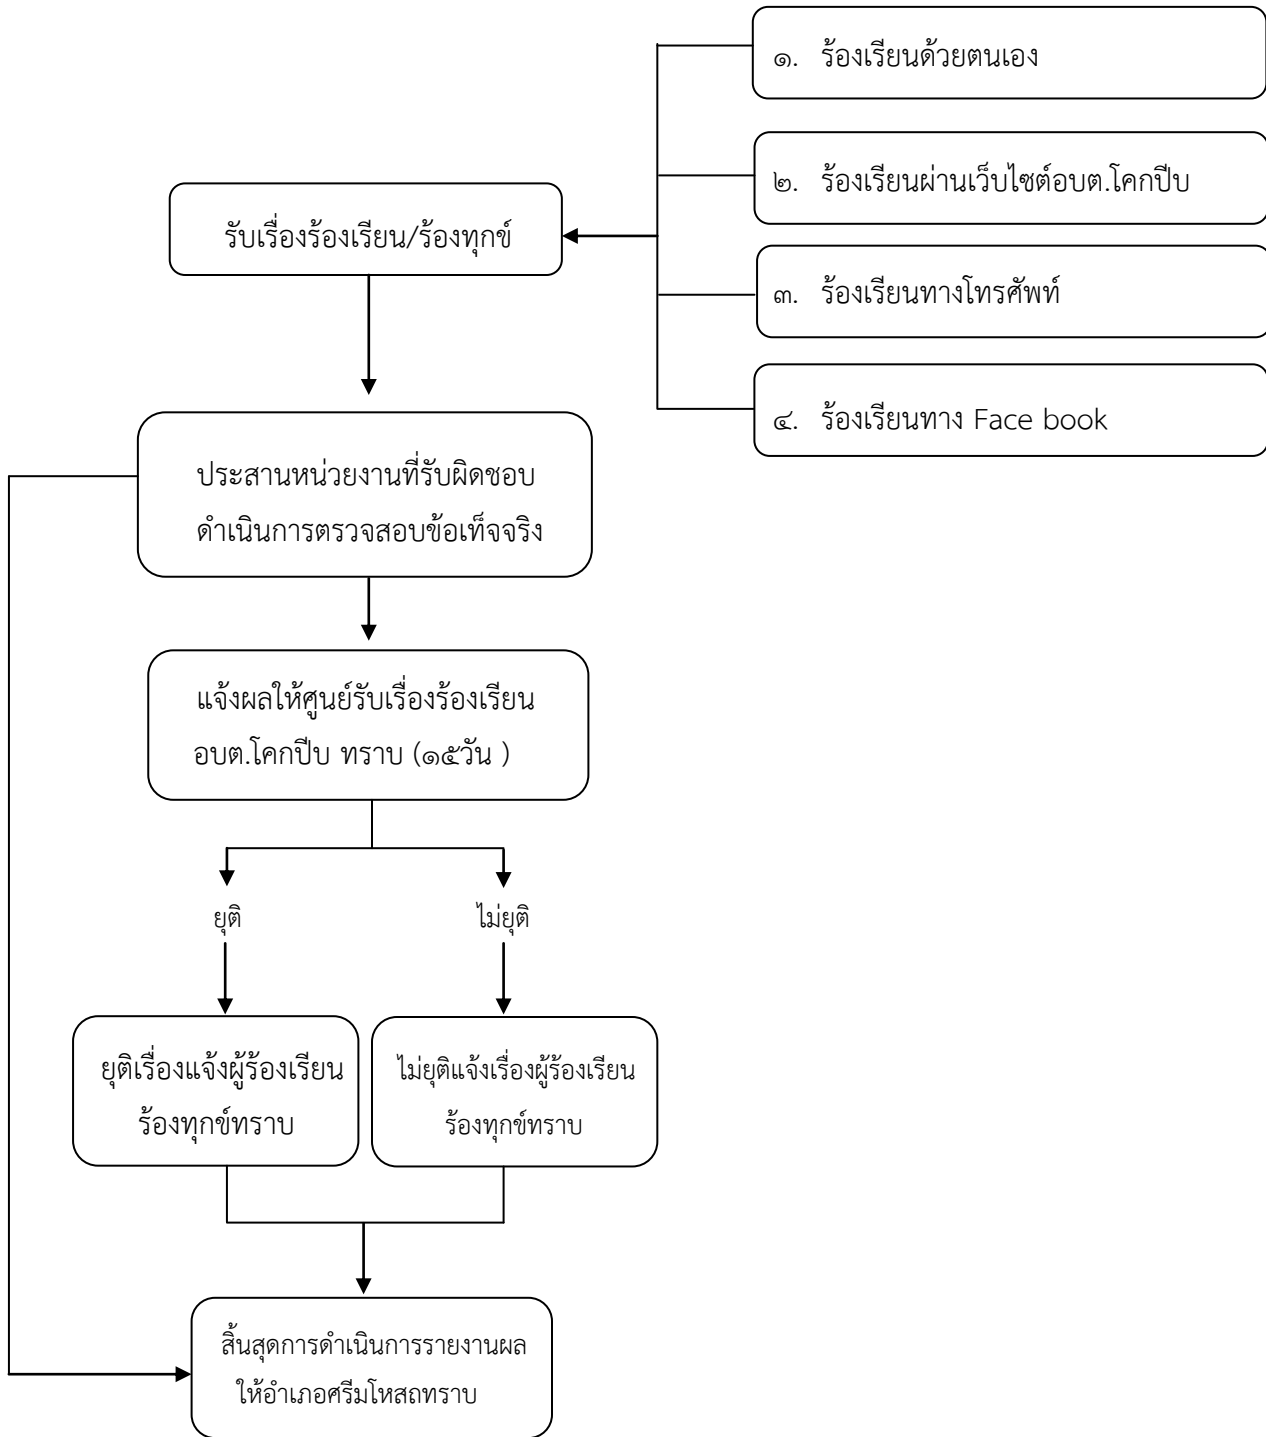 ๑. ร้องเรียนด้วยตนเอง
๒. ร้องเรียนผ่านเว็บไซต์อบต.โคกปีบ
รับเรื่องร้องเรียน/ร้องทุกข์
๓. ร้องเรียนทางโทรศัพท์
๔. ร้องเรียนทาง Face book
ประสานหน่วยงานที่รับผิดชอบ
ดำเนินการตรวจสอบข้อเท็จจริง
แจ้งผลให้ศูนย์รับเรื่องร้องเรียน
อบต.โคกปีบ ทราบ (๑๕วัน )
ยุติ
ไม่ยุติ
ยุติเรื่องแจ้งผู้ร้องเรียน
ร้องทุกข์ทราบ
ไม่ยุติแจ้งเรื่องผู้ร้องเรียน
ร้องทุกข์ทราบ
สิ้นสุดการดำเนินการรายงานผล
ให้อำเภอศรีมโหสถทราบ